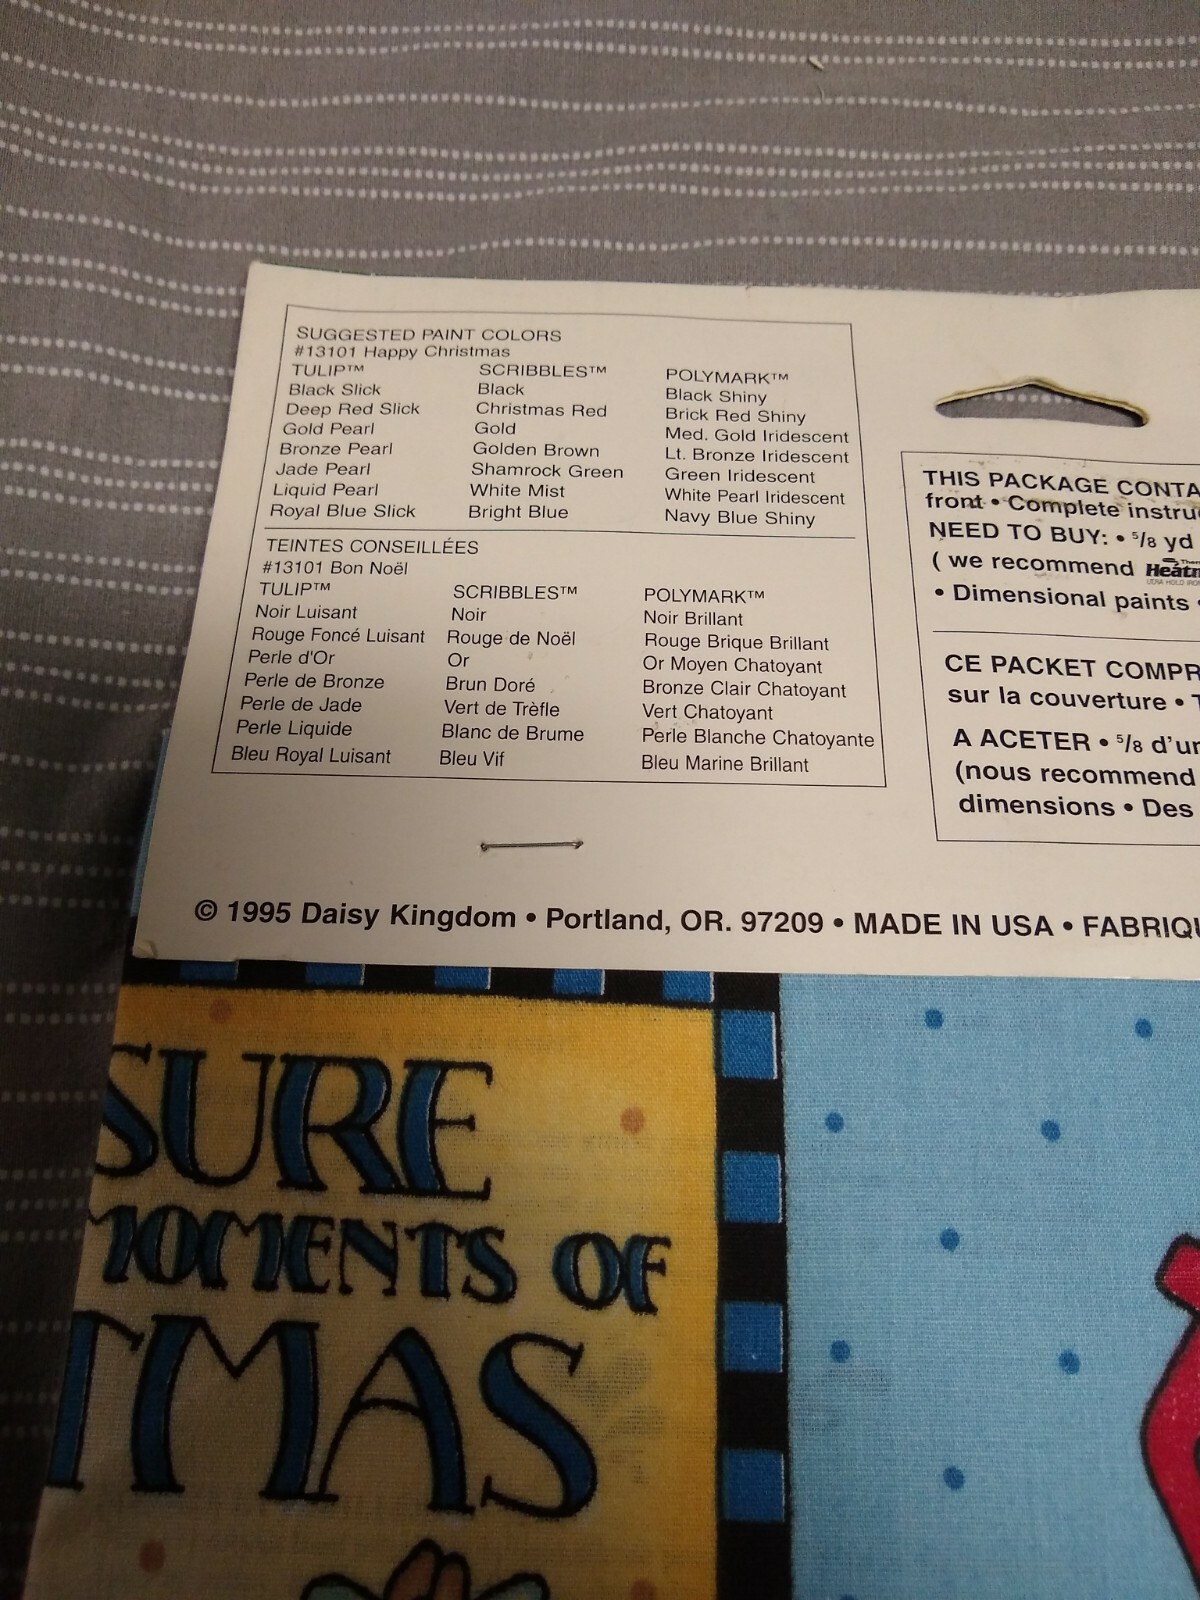 SUGGESTED PAINT COLORS
#13101 Happy Christmas
TULIP™ SCRIBBLES™ POLYMARK™
Black Slick Black Black Shiny
Deep Red Slick Christmas Red Brick Red Shiny
Gold Pearl Gold Med. Gold Iridescent
Bronze Pearl Golden Brown Lt. Bronze Iridescent
Jade Pearl Shamrock Green Green Iridescent
Liquid Pearl White Mist White Pearl Iridescent
Royal Blue Slick Bright Blue Navy Blue Shiny
TEINTES CONSEILLÉES
#13101 Bon Noël
TULIP™ SCRIBBLES™ POLYMARK™
Noir Luisant Noir Noir Brillant
Rouge Foncé Luisant Rouge de Noël Rouge Brique Brillant
Perle d'Or Or Or Moyen Chatoyant
Perle de Bronze Brun Doré Bronze Clair Chatoyant
Perle de Jade Vert de Trèfle Vert Chatoyant
Perle Liquide Blanc de Brume Perle Blanche Chatoyante
Bleu Royal Luisant Bleu Vif Bleu Marine Brillant
THIS PACKAGE CONTA
front • Complete instru
NEED TO BUY: • 5/8 yd
( we recommend Heatn
• Dimensional paints •
CE PACKET COMPR
sur la couverture • T
A ACETER • 5/8 d'un
(nous recommend
dimensions • Des
© 1995 Daisy Kingdom • Portland, OR. 97209 • MADE IN USA • FABRIQU
SURE
MOMENTS OF
TMAS